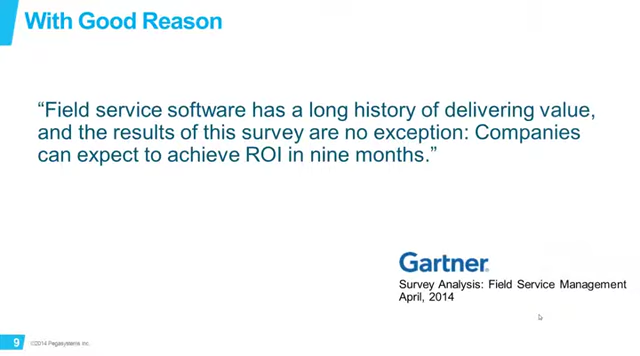 With Good Reason
“Field service software has a long history of delivering value,
and the results of this survey are no exception: Companies
can expect to achieve ROI in nine months.”
Gartner
Survey Analysis: Field Service Management
April, 2014
9 ©2014 Pegasystems Inc.